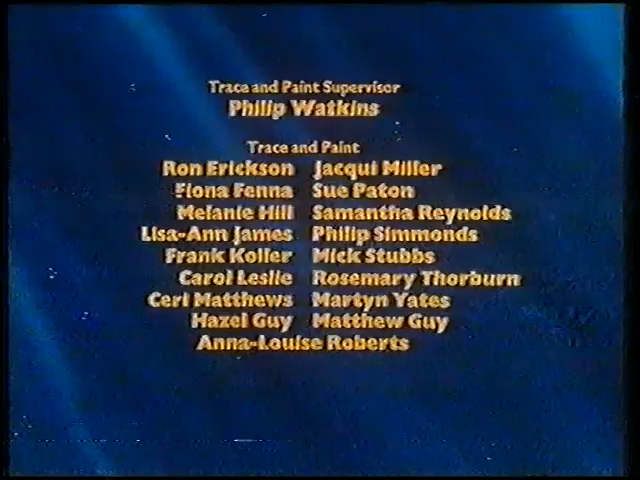 Trace and Paint Supervisor
Philip Watkins
Trace and Paint
Ron Erickson Jacqui Miller
Fiona Fenna Sue Paton
Melanie Hill Samantha Reynolds
Lisa-Ann James Philip Simmonds
Frank Koller Mick Stubbs
Carol Leslie Rosemary Thorburn
Ceri Matthews Martyn Yates
Hazel Guy Matthew Guy
Anna-Louise Roberts